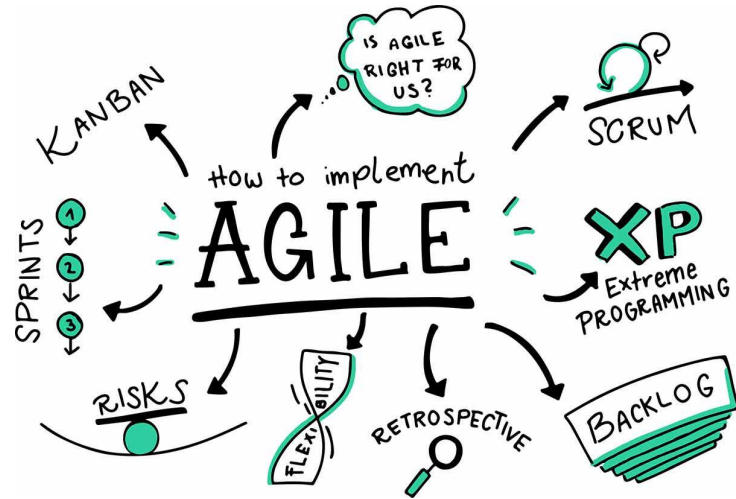 IS AGILE
RIGHT FOR
US?
KANBAN
SCRUM
How to implement
AGILE
SPRINTS
1
2
3
XP
Extreme
PROGRAMMING
RISKS
FLEXIBILITY
RETROSPECTIVE
BACKLOG